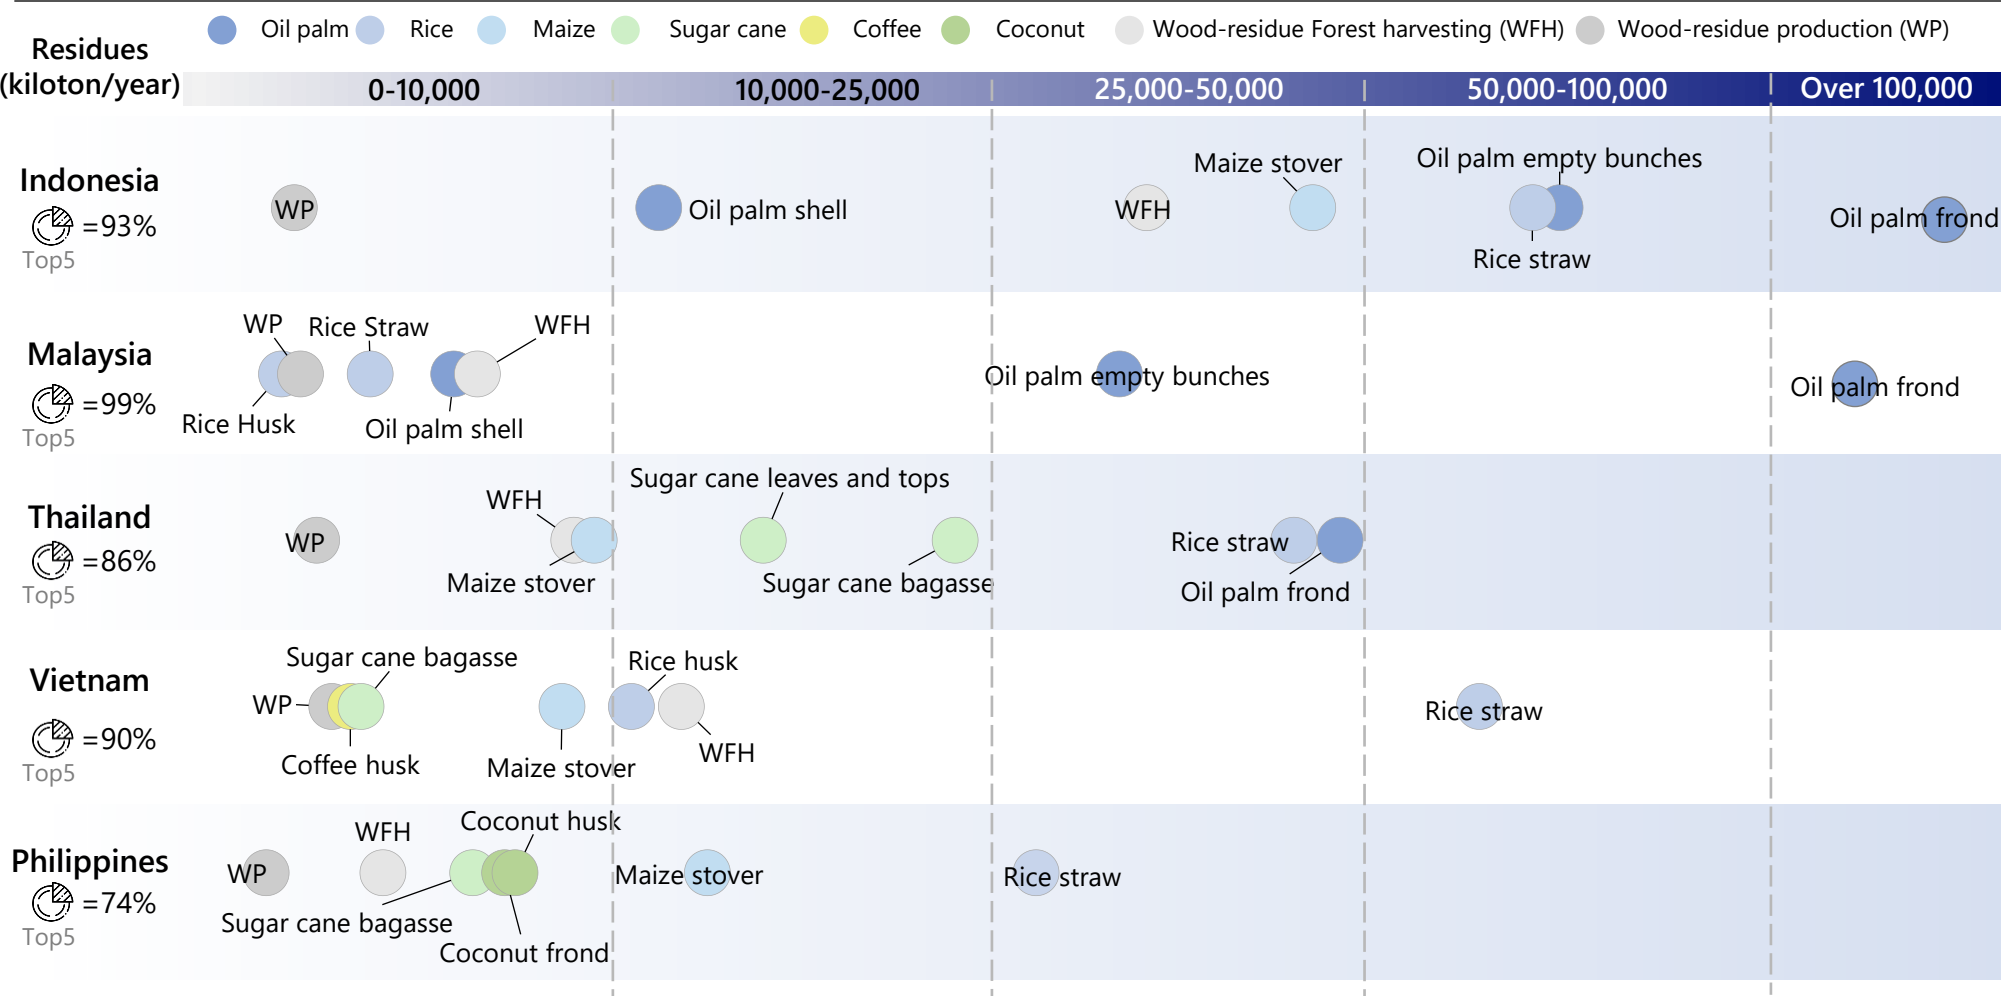 Oil palm Rice Maize Sugar cane Coffee Coconut Wood-residue Forest harvesting (WFH) Wood-residue production (WP)
Residues
(kiloton/year)
0-10,000 10,000-25,000 25,000-50,000 50,000-100,000 Over 100,000
Indonesia
=93%
Top5
WP
Oil palm shell
WFH
Maize stover
Oil palm empty bunches
Rice straw
Oil palm frond
Malaysia
=99%
Top5
WP
Rice Straw
WFH
Rice Husk
Oil palm shell
Oil palm empty bunches
Oil palm frond
Thailand
=86%
Top5
WP
WFH
Maize stover
Sugar cane leaves and tops
Sugar cane bagasse
Rice straw
Oil palm frond
Vietnam
=90%
Top5
Sugar cane bagasse
WP
Coffee husk
Maize stover
Rice husk
WFH
Rice straw
Philippines
=74%
Top5
WP
WFH
Coconut husk
Sugar cane bagasse
Coconut frond
Maize stover
Rice straw